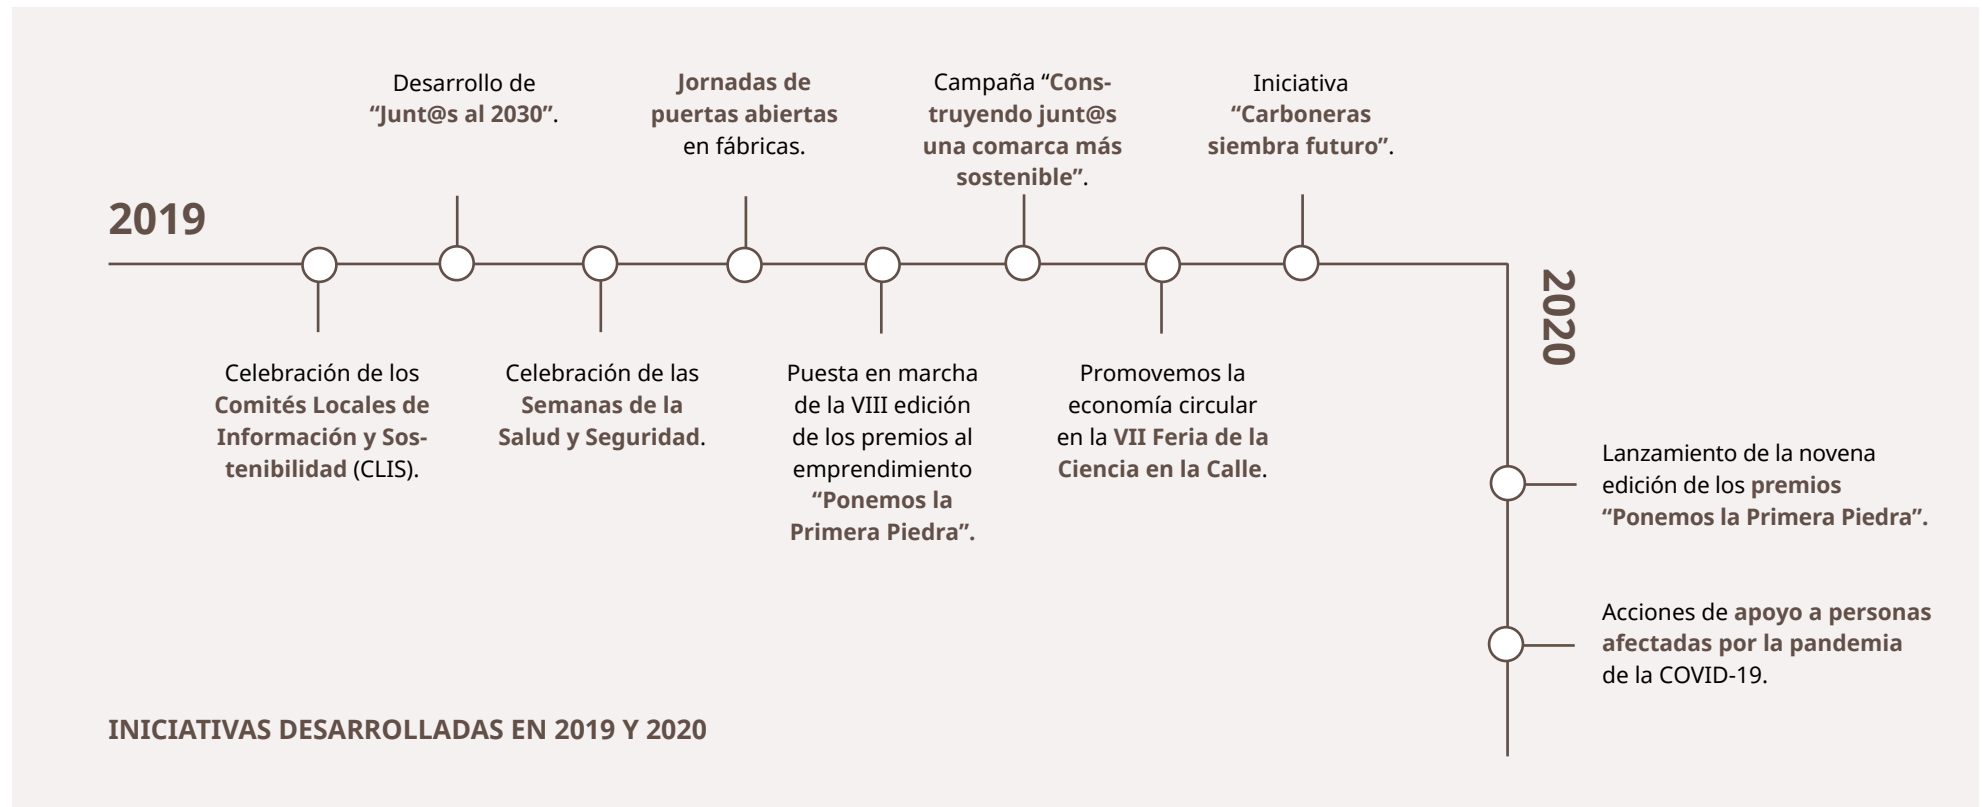 2019
Celebración de los
Comités Locales de
Información y Sos-
tenibilidad (CLIS).
Desarrollo de
“Junt@s al 2030”.
Celebración de las
Semanas de la
Salud y Seguridad.
Jornadas de
puertas abiertas
en fábricas.
Puesta en marcha
de la VIII edición
de los premios al
emprendimiento
“Ponemos la
Primera Piedra”.
Campaña “Cons-
truyendo junt@s
una comarca más
sostenible”.
Promovemos la
economía circular
en la VII Feria de la
Ciencia en la Calle.
Iniciativa
“Carboneras
siembra futuro”.
2020
Lanzamiento de la novena
edición de los premios
“Ponemos la Primera Piedra”.
Acciones de apoyo a personas
afectadas por la pandemia
de la COVID-19.
INICIATIVAS DESARROLLADAS EN 2019 Y 2020